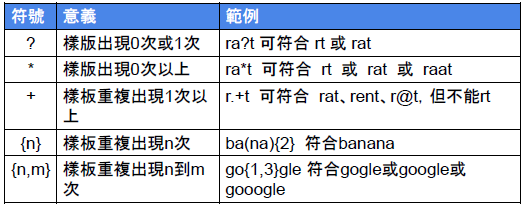 符號 意義 範例
? 樣版出現0次或1次 ra?t 可符合 rt 或 rat
* 樣版出現0次以上 ra*t 可符合 rt 或 rat 或 raat
+ 樣板重複出現1次以上 r.+t 可符合 rat、rent、r@t, 但不能rt
{n} 樣板重複出現n次 ba(na){2} 符合banana
{n,m} 樣板重複出現n到m次 go{1,3}gle 符合gogle或google或gooogle